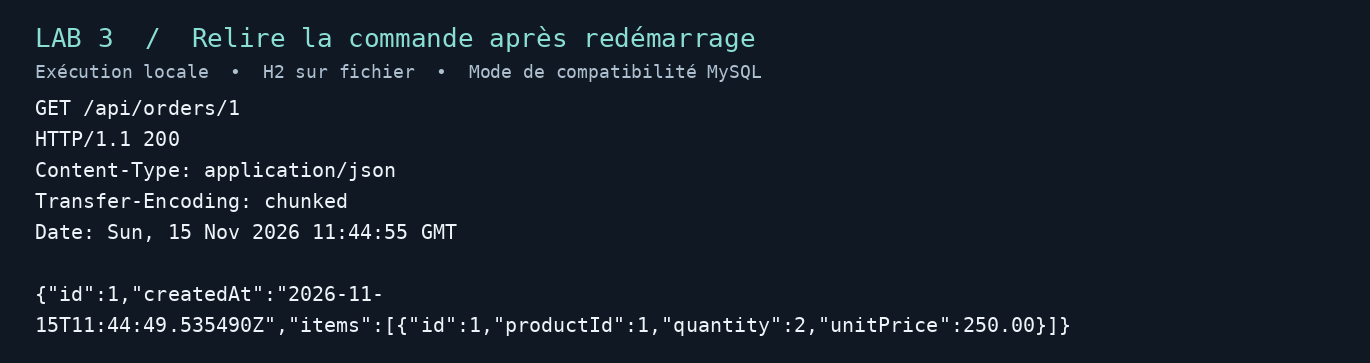 LAB 3 / Relire la commande après redémarrage
Exécution locale • H2 sur fichier • Mode de compatibilité MySQL
GET /api/orders/1
HTTP/1.1 200
Content-Type: application/json
Transfer-Encoding: chunked
Date: Sun, 15 Nov 2026 11:44:55 GMT
{"id":1,"createdAt":"2026-11-
15T11:44:49.535490Z","items":[{"id":1,"productId":1,"quantity":2,"unitPrice":250.00}]}